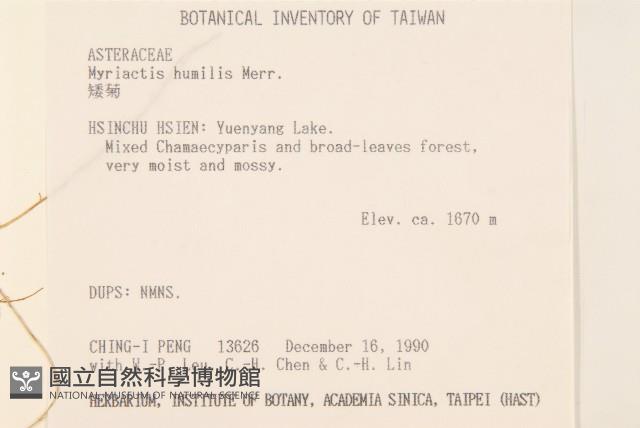 BOTANICAL INVENTORY OF TAIWAN
ASTERACEAE
Myriactis humilis Merr.
矮菊
HSINCHU HSIEN: Yuenyang Lake.
Mixed Chamaecyparis and broad-leaves forest,
very moist and mossy.
Elev. ca. 1670 m
DUPS: NMNS.
CHING-I PENG 13626 December 16, 1990
with W.-P. Leu, C.-H. Chen & C.-H. Lin
國立自然科學博物館
NATIONAL MUSEUM OF NATURAL SCIENCE
HERBARIUM, INSTITUTE OF BOTANY, ACADEMIA SINICA, TAIPEI (HAST)